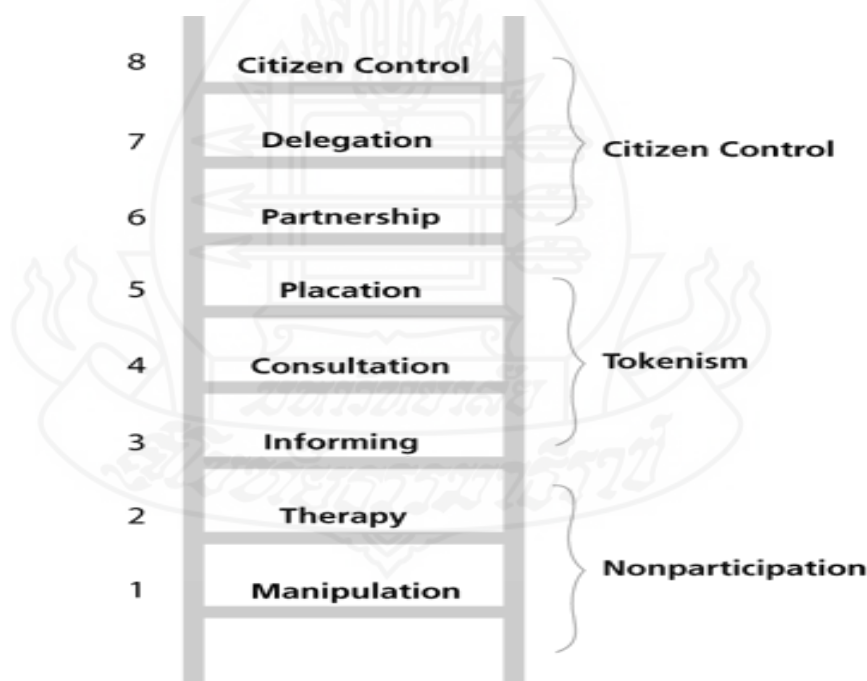 8 Citizen Control
7 Delegation
Citizen Control
6 Partnership
5 Placation
4 Consultation
Tokenism
3 Informing
2 Therapy
Nonparticipation
1 Manipulation